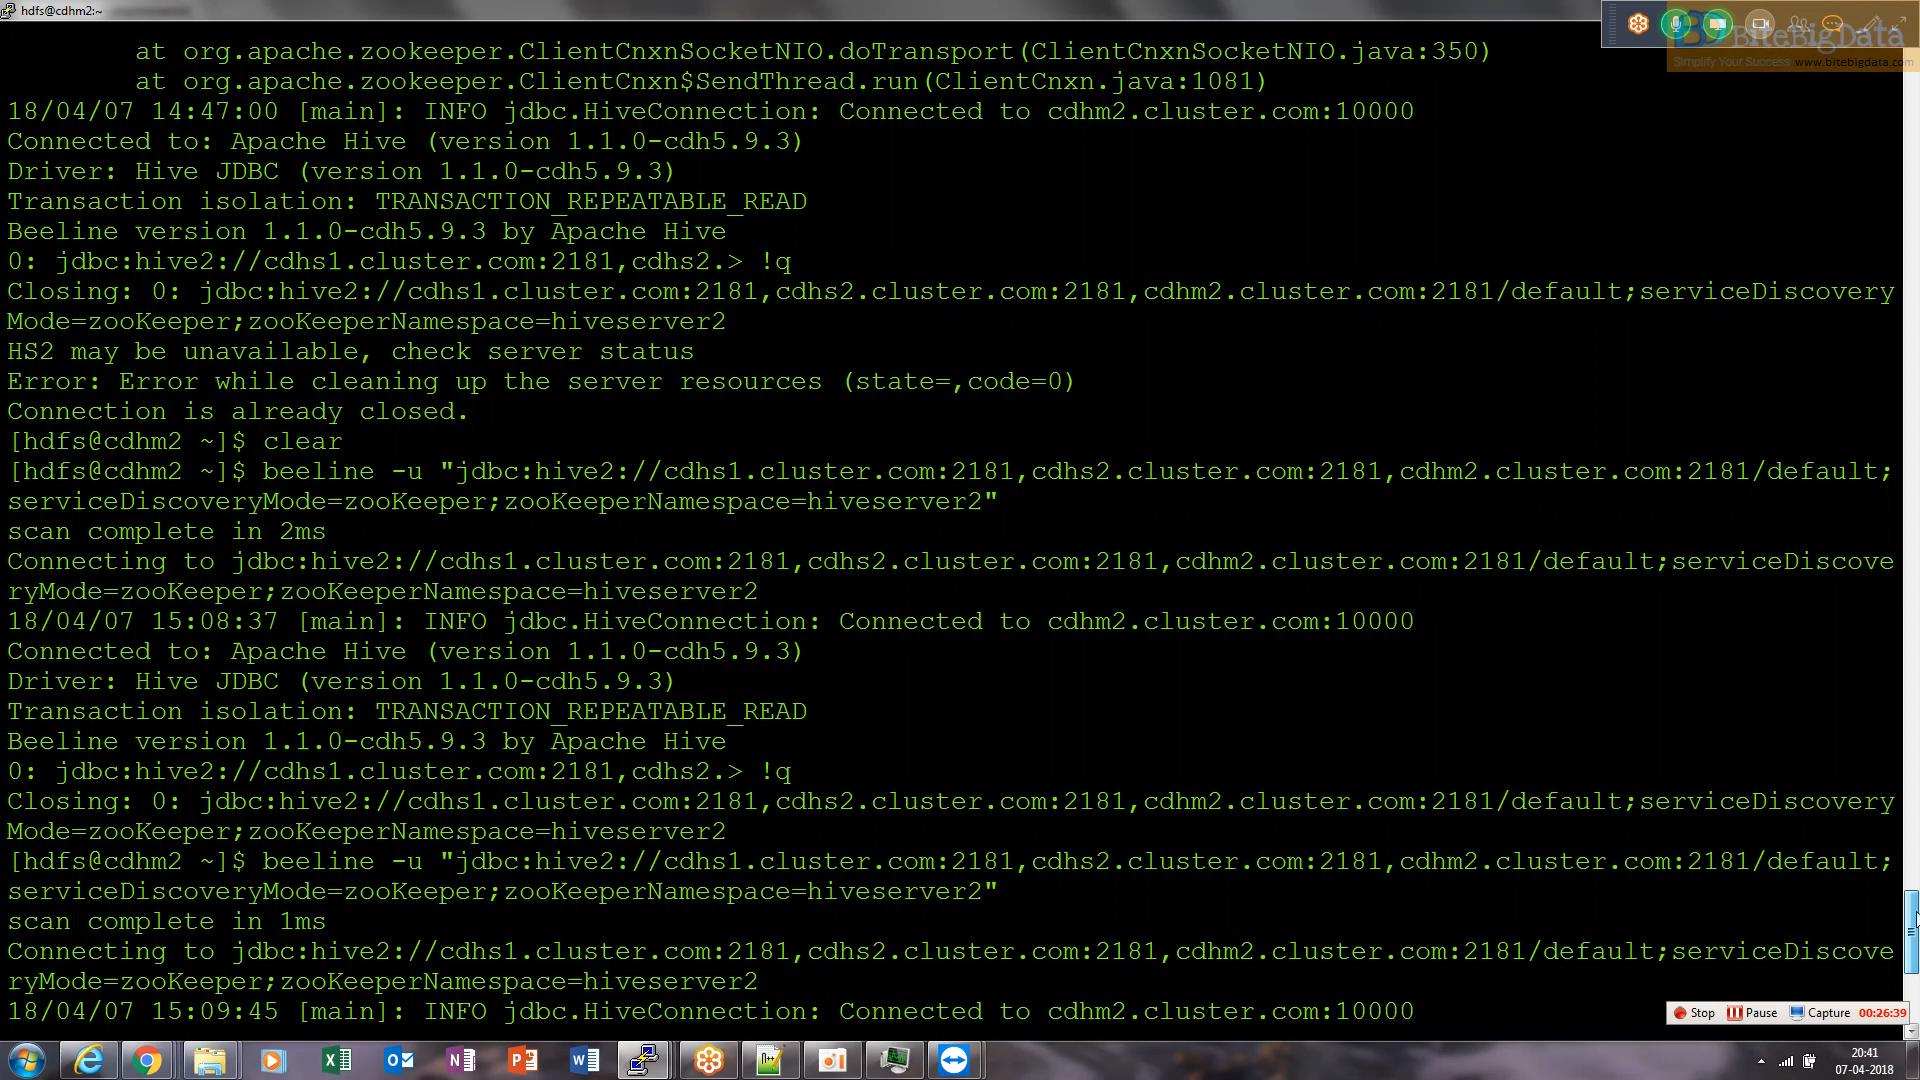 hdfs@cdhm2:~
BiteBigData
Simplify Your Success www.bitebigdata.com
at org.apache.zookeeper.ClientCnxnSocketNIO.doTransport(ClientCnxnSocketNIO.java:350)
at org.apache.zookeeper.ClientCnxn$SendThread.run(ClientCnxn.java:1081)
18/04/07 14:47:00 [main]: INFO jdbc.HiveConnection: Connected to cdhm2.cluster.com:10000
Connected to: Apache Hive (version 1.1.0-cdh5.9.3)
Driver: Hive JDBC (version 1.1.0-cdh5.9.3)
Transaction isolation: TRANSACTION_REPEATABLE_READ
Beeline version 1.1.0-cdh5.9.3 by Apache Hive
0: jdbc:hive2://cdhs1.cluster.com:2181,cdhs2.> !q
Closing: 0: jdbc:hive2://cdhs1.cluster.com:2181,cdhs2.cluster.com:2181,cdhm2.cluster.com:2181/default;serviceDiscovery
Mode=zooKeeper;zooKeeperNamespace=hiveserver2
HS2 may be unavailable, check server status
Error: Error while cleaning up the server resources (state=,code=0)
Connection is already closed.
[hdfs@cdhm2 ~]$ clear
[hdfs@cdhm2 ~]$ beeline -u "jdbc:hive2://cdhs1.cluster.com:2181,cdhs2.cluster.com:2181,cdhm2.cluster.com:2181/default;
serviceDiscoveryMode=zooKeeper;zooKeeperNamespace=hiveserver2"
scan complete in 2ms
Connecting to jdbc:hive2://cdhs1.cluster.com:2181,cdhs2.cluster.com:2181,cdhm2.cluster.com:2181/default;serviceDiscove
ryMode=zooKeeper;zooKeeperNamespace=hiveserver2
18/04/07 15:08:37 [main]: INFO jdbc.HiveConnection: Connected to cdhm2.cluster.com:10000
Connected to: Apache Hive (version 1.1.0-cdh5.9.3)
Driver: Hive JDBC (version 1.1.0-cdh5.9.3)
Transaction isolation: TRANSACTION_REPEATABLE_READ
Beeline version 1.1.0-cdh5.9.3 by Apache Hive
0: jdbc:hive2://cdhs1.cluster.com:2181,cdhs2.> !q
Closing: 0: jdbc:hive2://cdhs1.cluster.com:2181,cdhs2.cluster.com:2181,cdhm2.cluster.com:2181/default;serviceDiscovery
Mode=zooKeeper;zooKeeperNamespace=hiveserver2
[hdfs@cdhm2 ~]$ beeline -u "jdbc:hive2://cdhs1.cluster.com:2181,cdhs2.cluster.com:2181,cdhm2.cluster.com:2181/default;
serviceDiscoveryMode=zooKeeper;zooKeeperNamespace=hiveserver2"
scan complete in 1ms
Connecting to jdbc:hive2://cdhs1.cluster.com:2181,cdhs2.cluster.com:2181,cdhm2.cluster.com:2181/default;serviceDiscove
ryMode=zooKeeper;zooKeeperNamespace=hiveserver2
18/04/07 15:09:45 [main]: INFO jdbc.HiveConnection: Connected to cdhm2.cluster.com:10000
Stop Pause Capture 00:26:39
20:41
07-04-2018